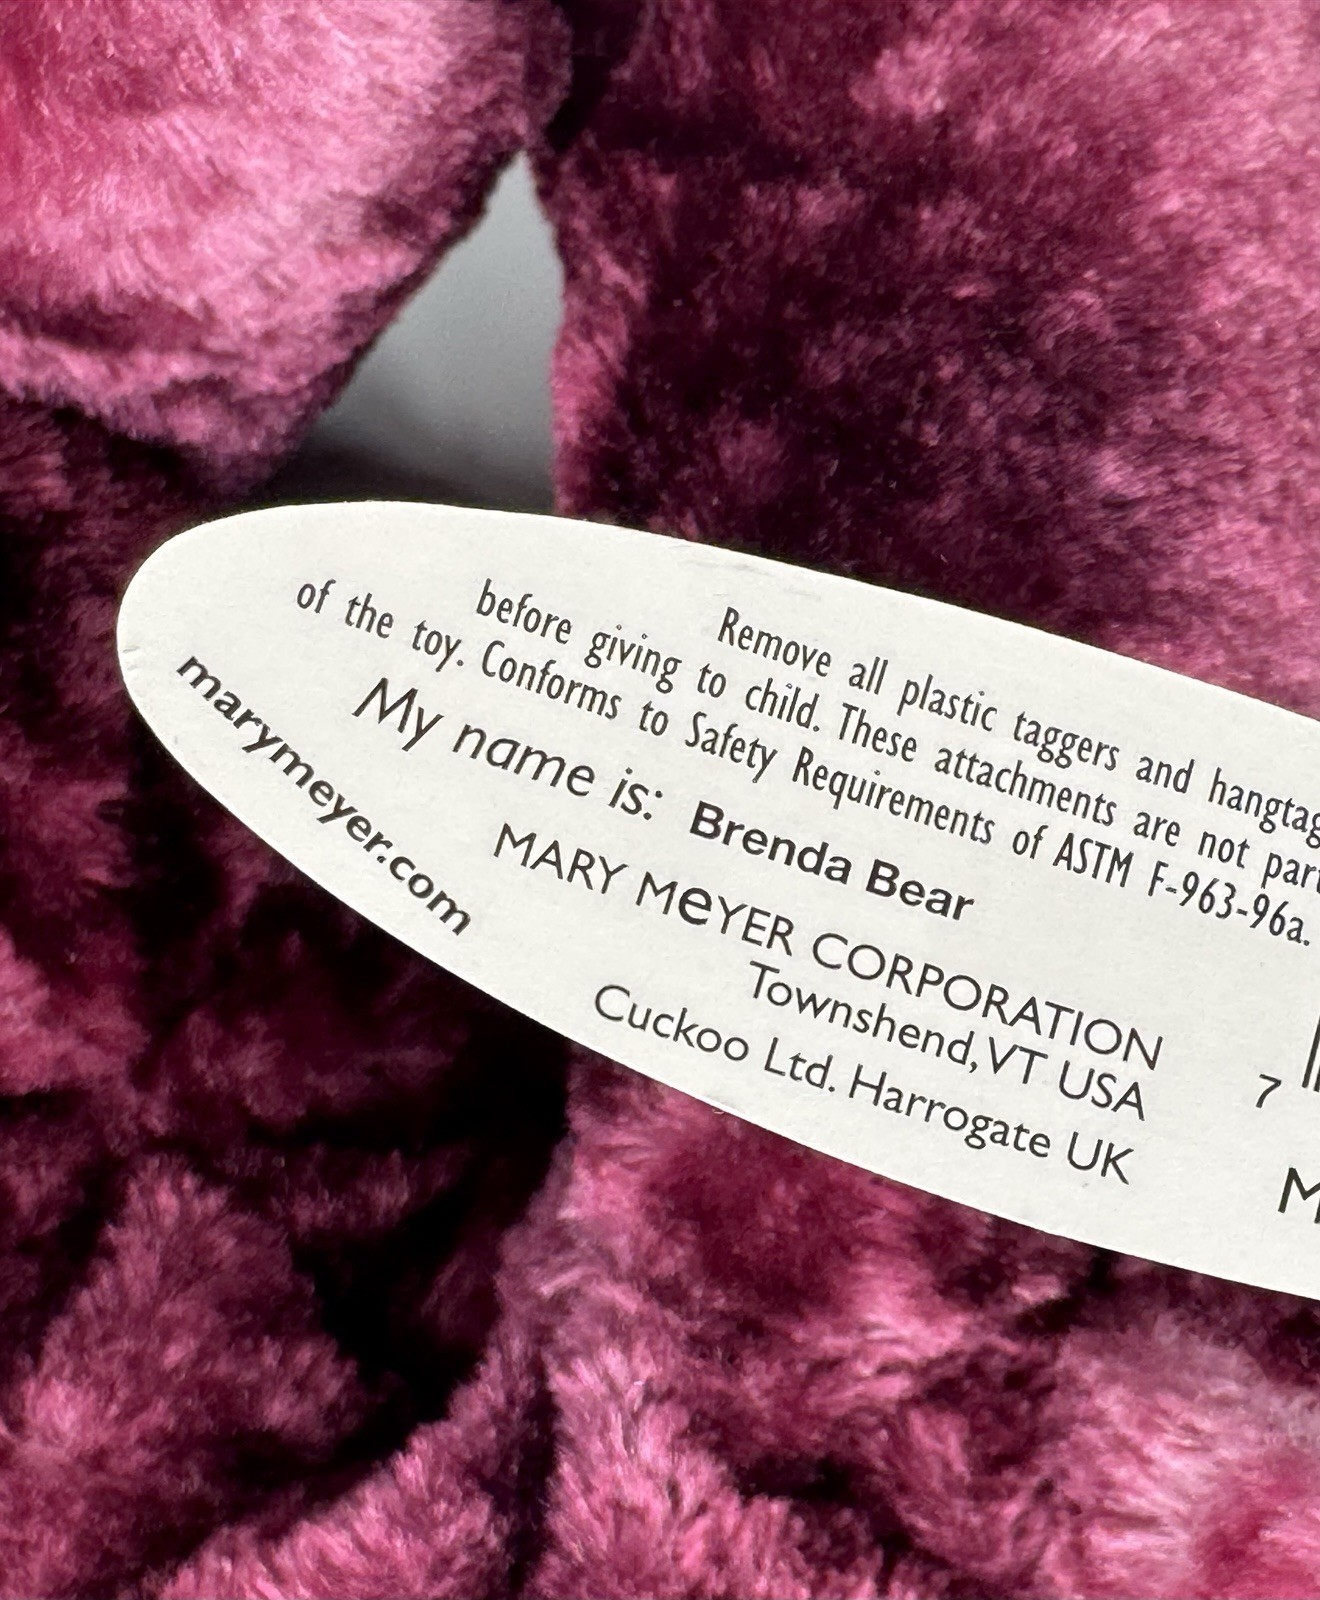 Remove all plastic taggers and
before giving to child. These attachments are not
of the toy. Conforms to Safety Requirements of ASTM F-963-96a.
My name is: Brenda Bear
MARY MeYER CORPORATION
Townshend, VT USA
Cuckoo Ltd. Harrogate UK
marymeyer.com
7